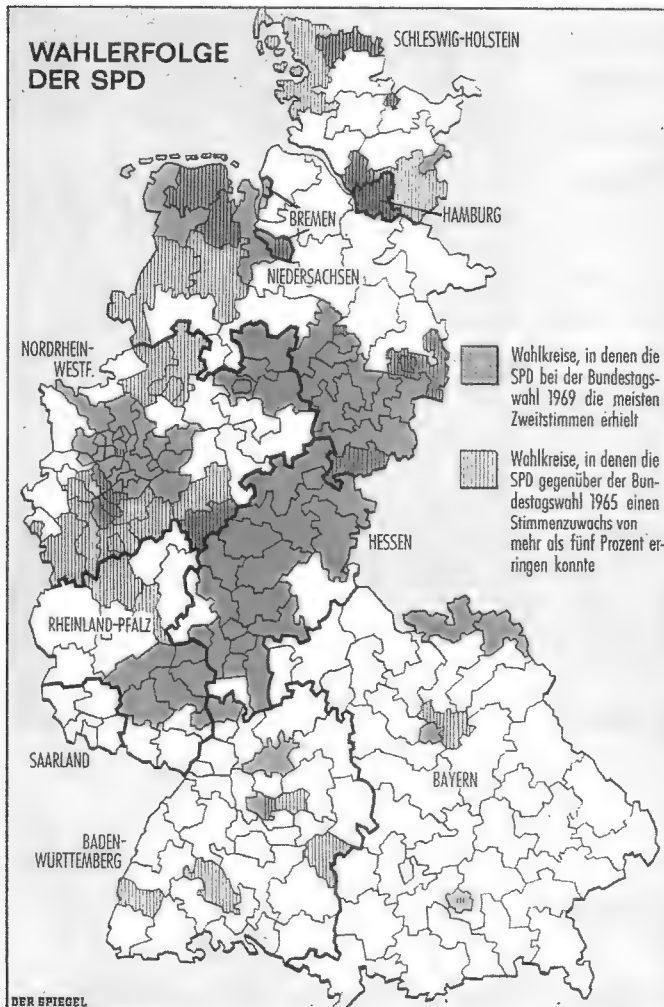 WAHLERFOLGE
DER SPD
SCHLESWIG-HOLSTEIN
HAMBURG
BREMEN
NIEDERSACHSEN
NORDRHEIN-
WESTF.
Wahlkreise, in denen die
SPD bei der Bundestags-
wahl 1969 die meisten
Zweitstimmen erhielt
Wahlkreise, in denen die
SPD gegenüber der Bun-
destagswahl 1965 einen
Stimmenzuwachs von
mehr als fünf Prozent er-
ringen konnte
HESSEN
RHEINLAND-PFALZ
SAARLAND
BAYERN
BADEN-
WÜRTTEMBERG
DER SPIEGEL